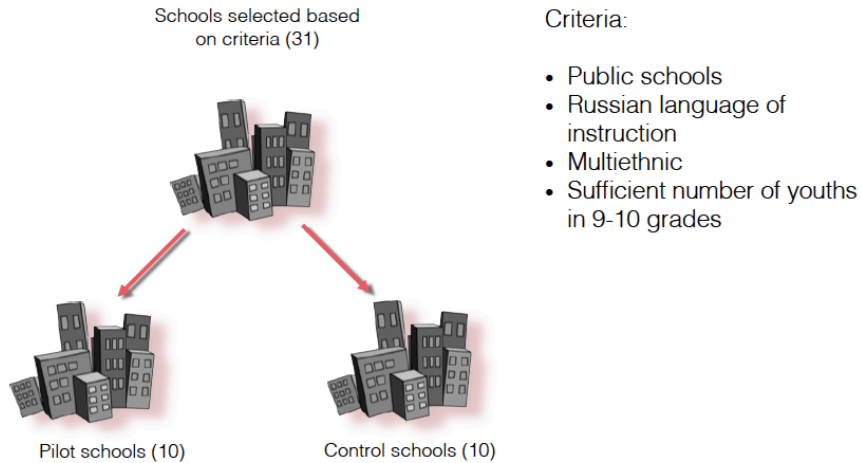 Schools selected based
on criteria (31)
Criteria:
• Public schools
• Russian language of
instruction
• Multiethnic
• Sufficient number of youths
in 9-10 grades
Pilot schools (10)
Control schools (10)